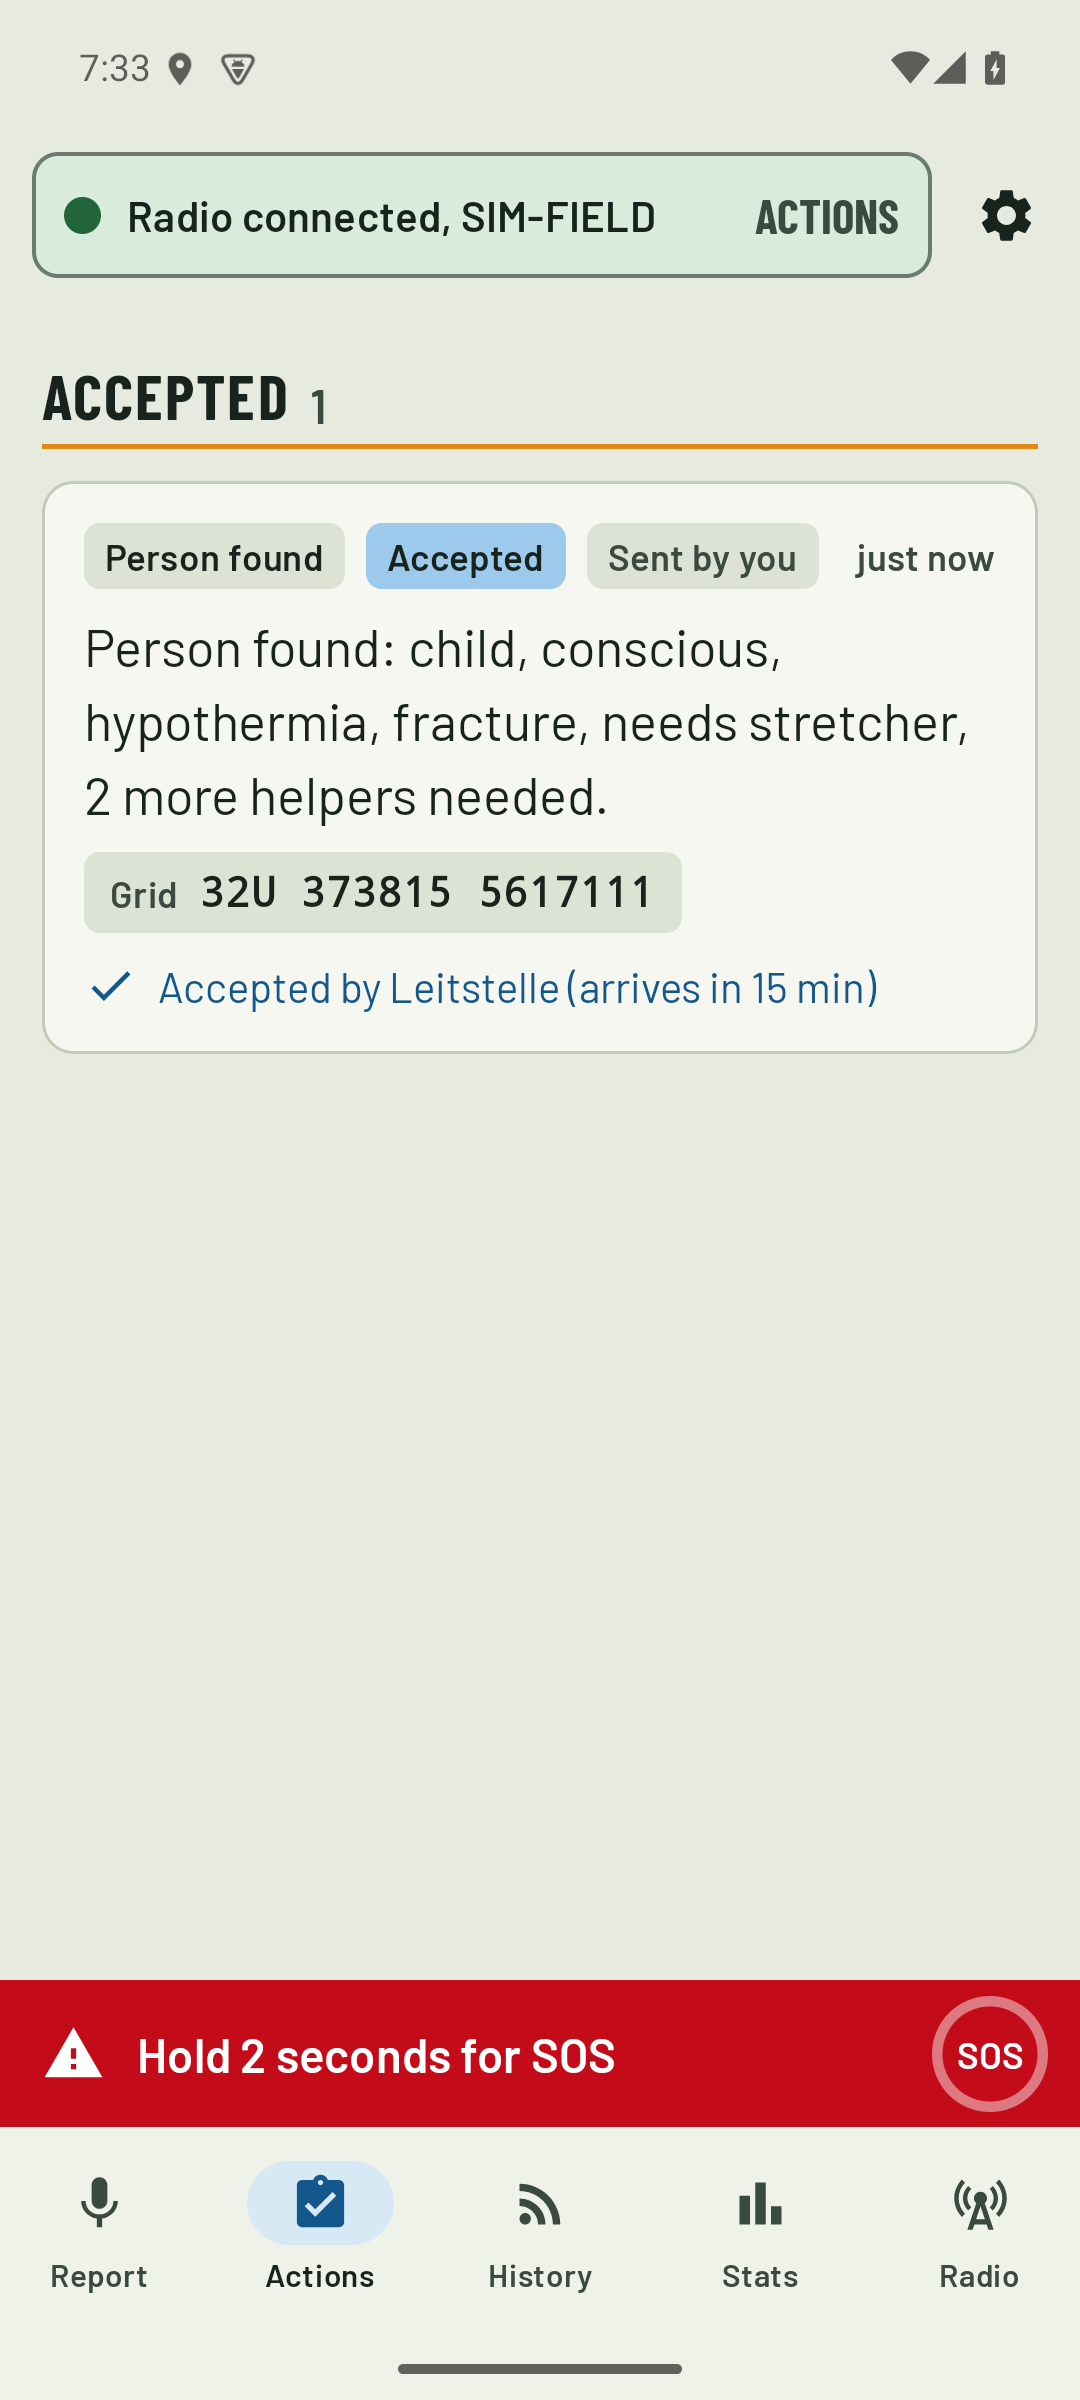 7:33
Radio connected, SIM-FIELD ACTIONS
ACCEPTED 1
Person found Accepted Sent by you just now
Person found: child, conscious,
hypothermia, fracture, needs stretcher,
2 more helpers needed.
Grid 32U 373815 5617111
Accepted by Leitstelle (arrives in 15 min)
Hold 2 seconds for SOS SOS
Report Actions History Stats Radio